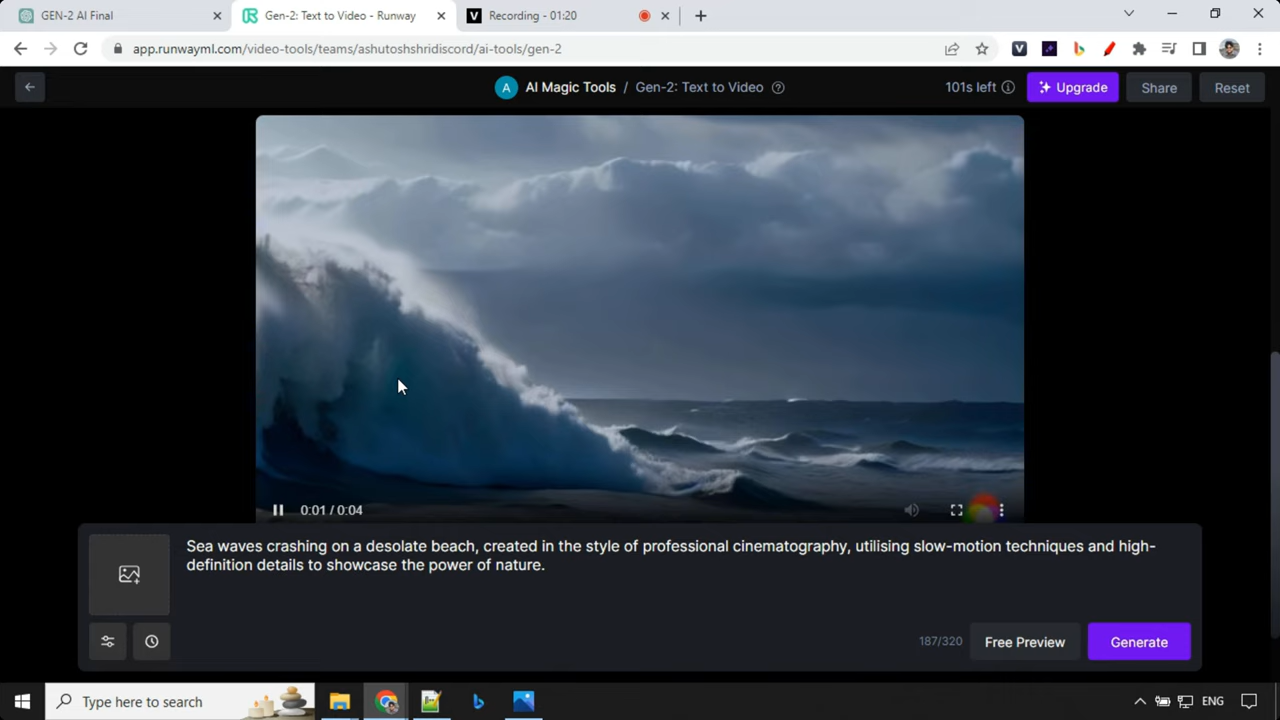 GEN-2 AI Final
Gen-2: Text to Video - Runway
Recording - 01:20
app.runwayml.com/video-tools/teams/ashutoshshridiscord/ai-tools/gen-2
A AI Magic Tools / Gen-2: Text to Video
101s left
Upgrade
Share
Reset
0:01 / 0:04
Sea waves crashing on a desolate beach, created in the style of professional cinematography, utilising slow-motion techniques and high-
definition details to showcase the power of nature.
187/320
Free Preview
Generate
Type here to search
ENG